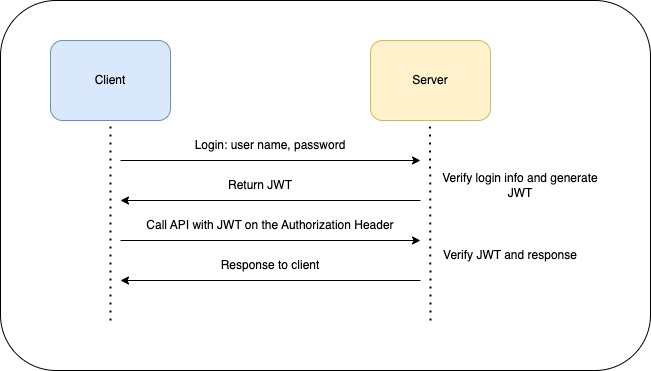 Client
Server
Login: user name, password
Verify login info and generate
JWT
Return JWT
Call API with JWT on the Authorization Header
Verify JWT and response
Response to client